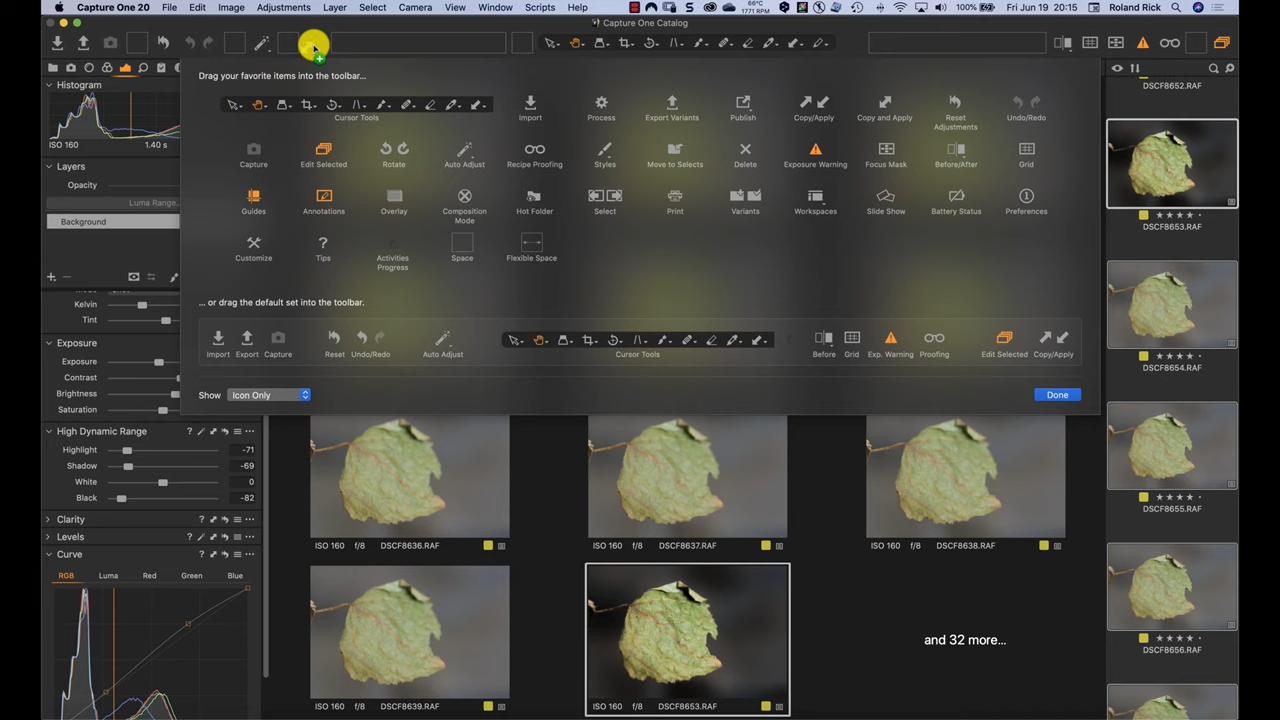 Capture One 20 File Edit Image Adjustments Layer Select Camera View Window Scripts Help 66°C 1771 RPM 100% Fri Jun 19 20:15 Roland Rick
Capture One Catalog
Histogram
ISO 160 1.40 s
Layers
Opacity
Luma Range...
Background
Kelvin
Tint
Exposure
Exposure
Contrast
Brightness
Saturation
High Dynamic Range ?
Highlight -71
Shadow -69
White 0
Black -82
Clarity ?
Levels ?
Curve ?
RGB Luma Red Green Blue
Drag your favorite items into the toolbar...
Cursor Tools Import Process Export Variants Publish Copy/Apply Copy and Apply Reset Adjustments Undo/Redo
Capture Edit Selected Rotate Auto Adjust Recipe Proofing Styles Move to Selects Delete Exposure Warning Focus Mask Before/After Grid
Guides Annotations Overlay Composition Mode Hot Folder Select Print Variants Workspaces Slide Show Battery Status Preferences
Customize Tips Activities Progress Space Flexible Space
... or drag the default set into the toolbar.
Import Export Capture Reset Undo/Redo Auto Adjust Cursor Tools Before Grid Exp. Warning Proofing Edit Selected Copy/Apply
Show Icon Only Done
ISO 160 f/8 DSCF8636.RAF ISO 160 f/8 DSCF8637.RAF ISO 160 f/8 DSCF8638.RAF
ISO 160 f/8 DSCF8639.RAF ISO 160 f/8 DSCF8653.RAF
and 32 more...
DSCF8652.RAF
DSCF8653.RAF
DSCF8654.RAF
DSCF8655.RAF
DSCF8656.RAF